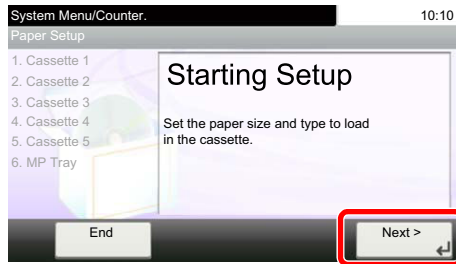 System Menu/Counter. 10:10
Paper Setup
1. Cassette 1
2. Cassette 2
3. Cassette 3
4. Cassette 4
5. Cassette 5
6. MP Tray
Starting Setup
Set the paper size and type to load
in the cassette.
End
Next >